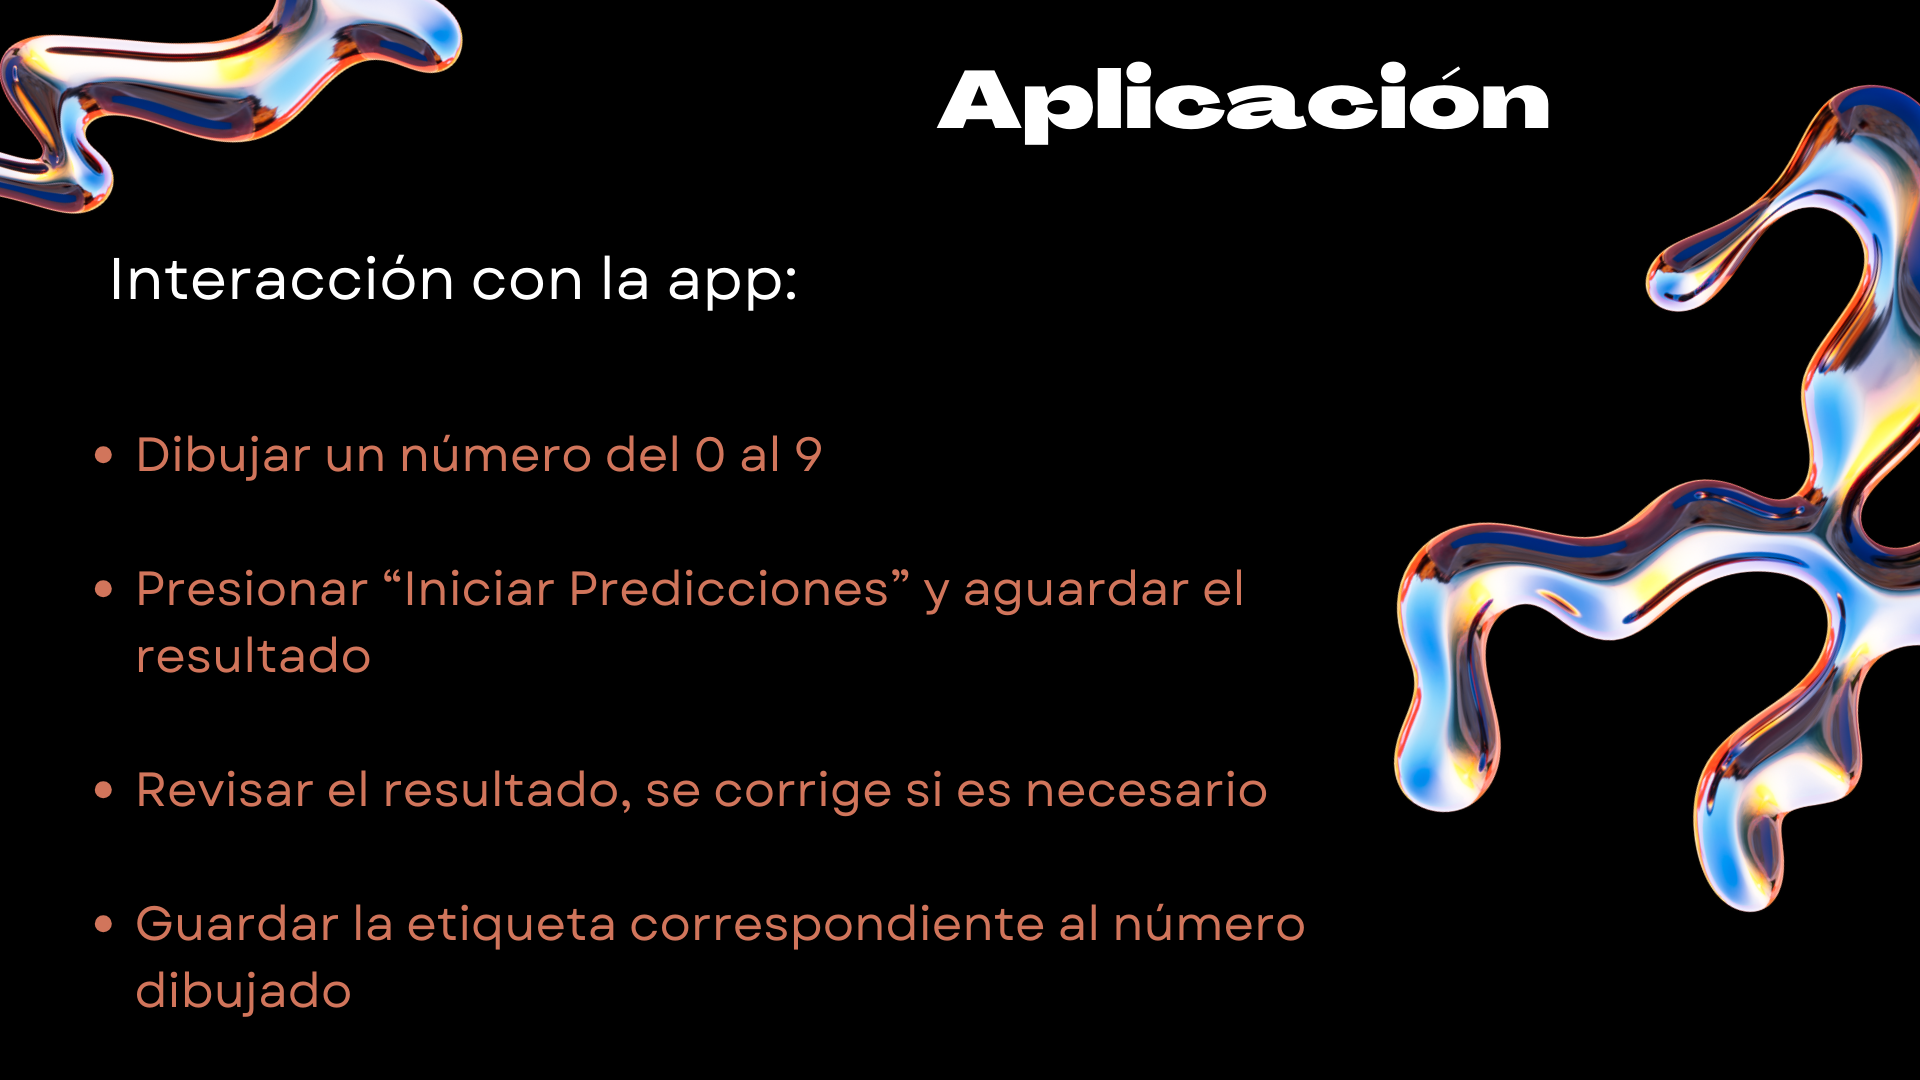 Aplicación
Interacción con la app:
• Dibujar un número del 0 al 9
• Presionar “Iniciar Predicciones” y aguardar el
resultado
• Revisar el resultado, se corrige si es necesario
• Guardar la etiqueta correspondiente al número
dibujado